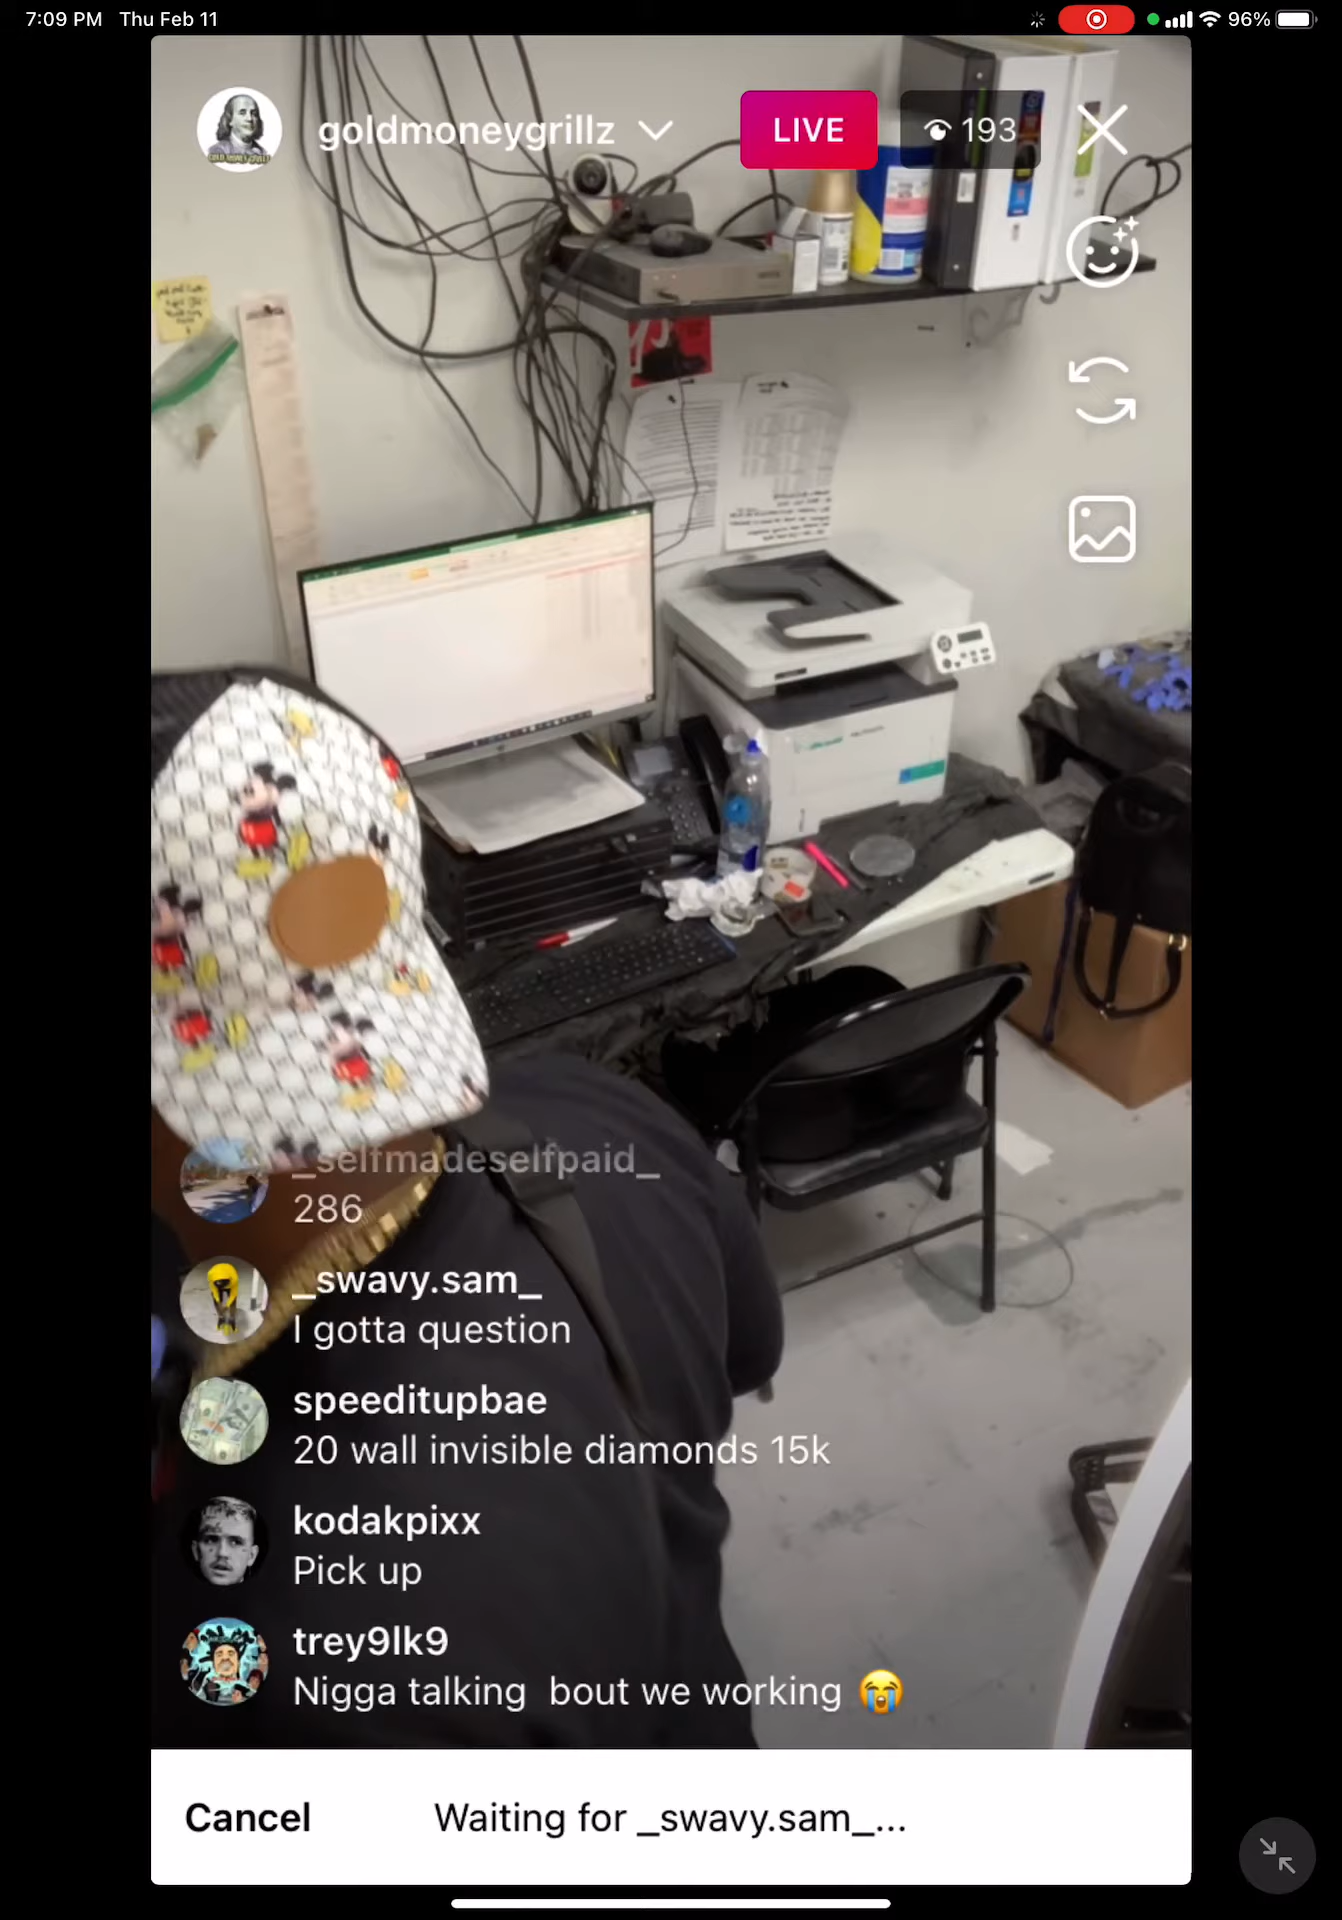 7:09 PM Thu Feb 11
96%
goldmoneygrillz
LIVE
193
_selfmadeselfpaid_
286
_swavy.sam_
I gotta question
speeditupbae
20 wall invisible diamonds 15k
kodakpixx
Pick up
trey9lk9
Nigga talking bout we working 😭
Cancel
Waiting for _swavy.sam_...